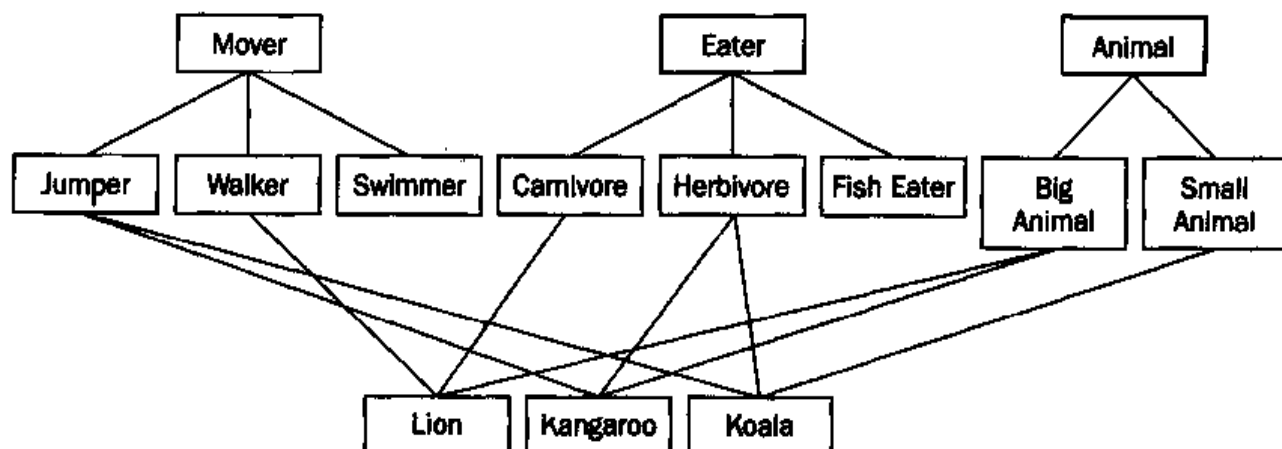 Mover
Eater
Animal
Jumper
Walker
Swimmer
Carnivore
Herbivore
Fish Eater
Big
Animal
Small
Animal
Lion
Kangaroo
Koala